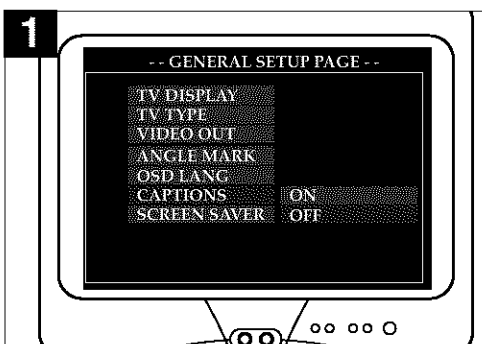 1
- - GENERAL SETUP PAGE - -
TV DISPLAY
TV TYPE
VIDEO OUT
ANGLE MARK
OSD LANG
CAPTIONS ON
SCREEN SAVER OFF